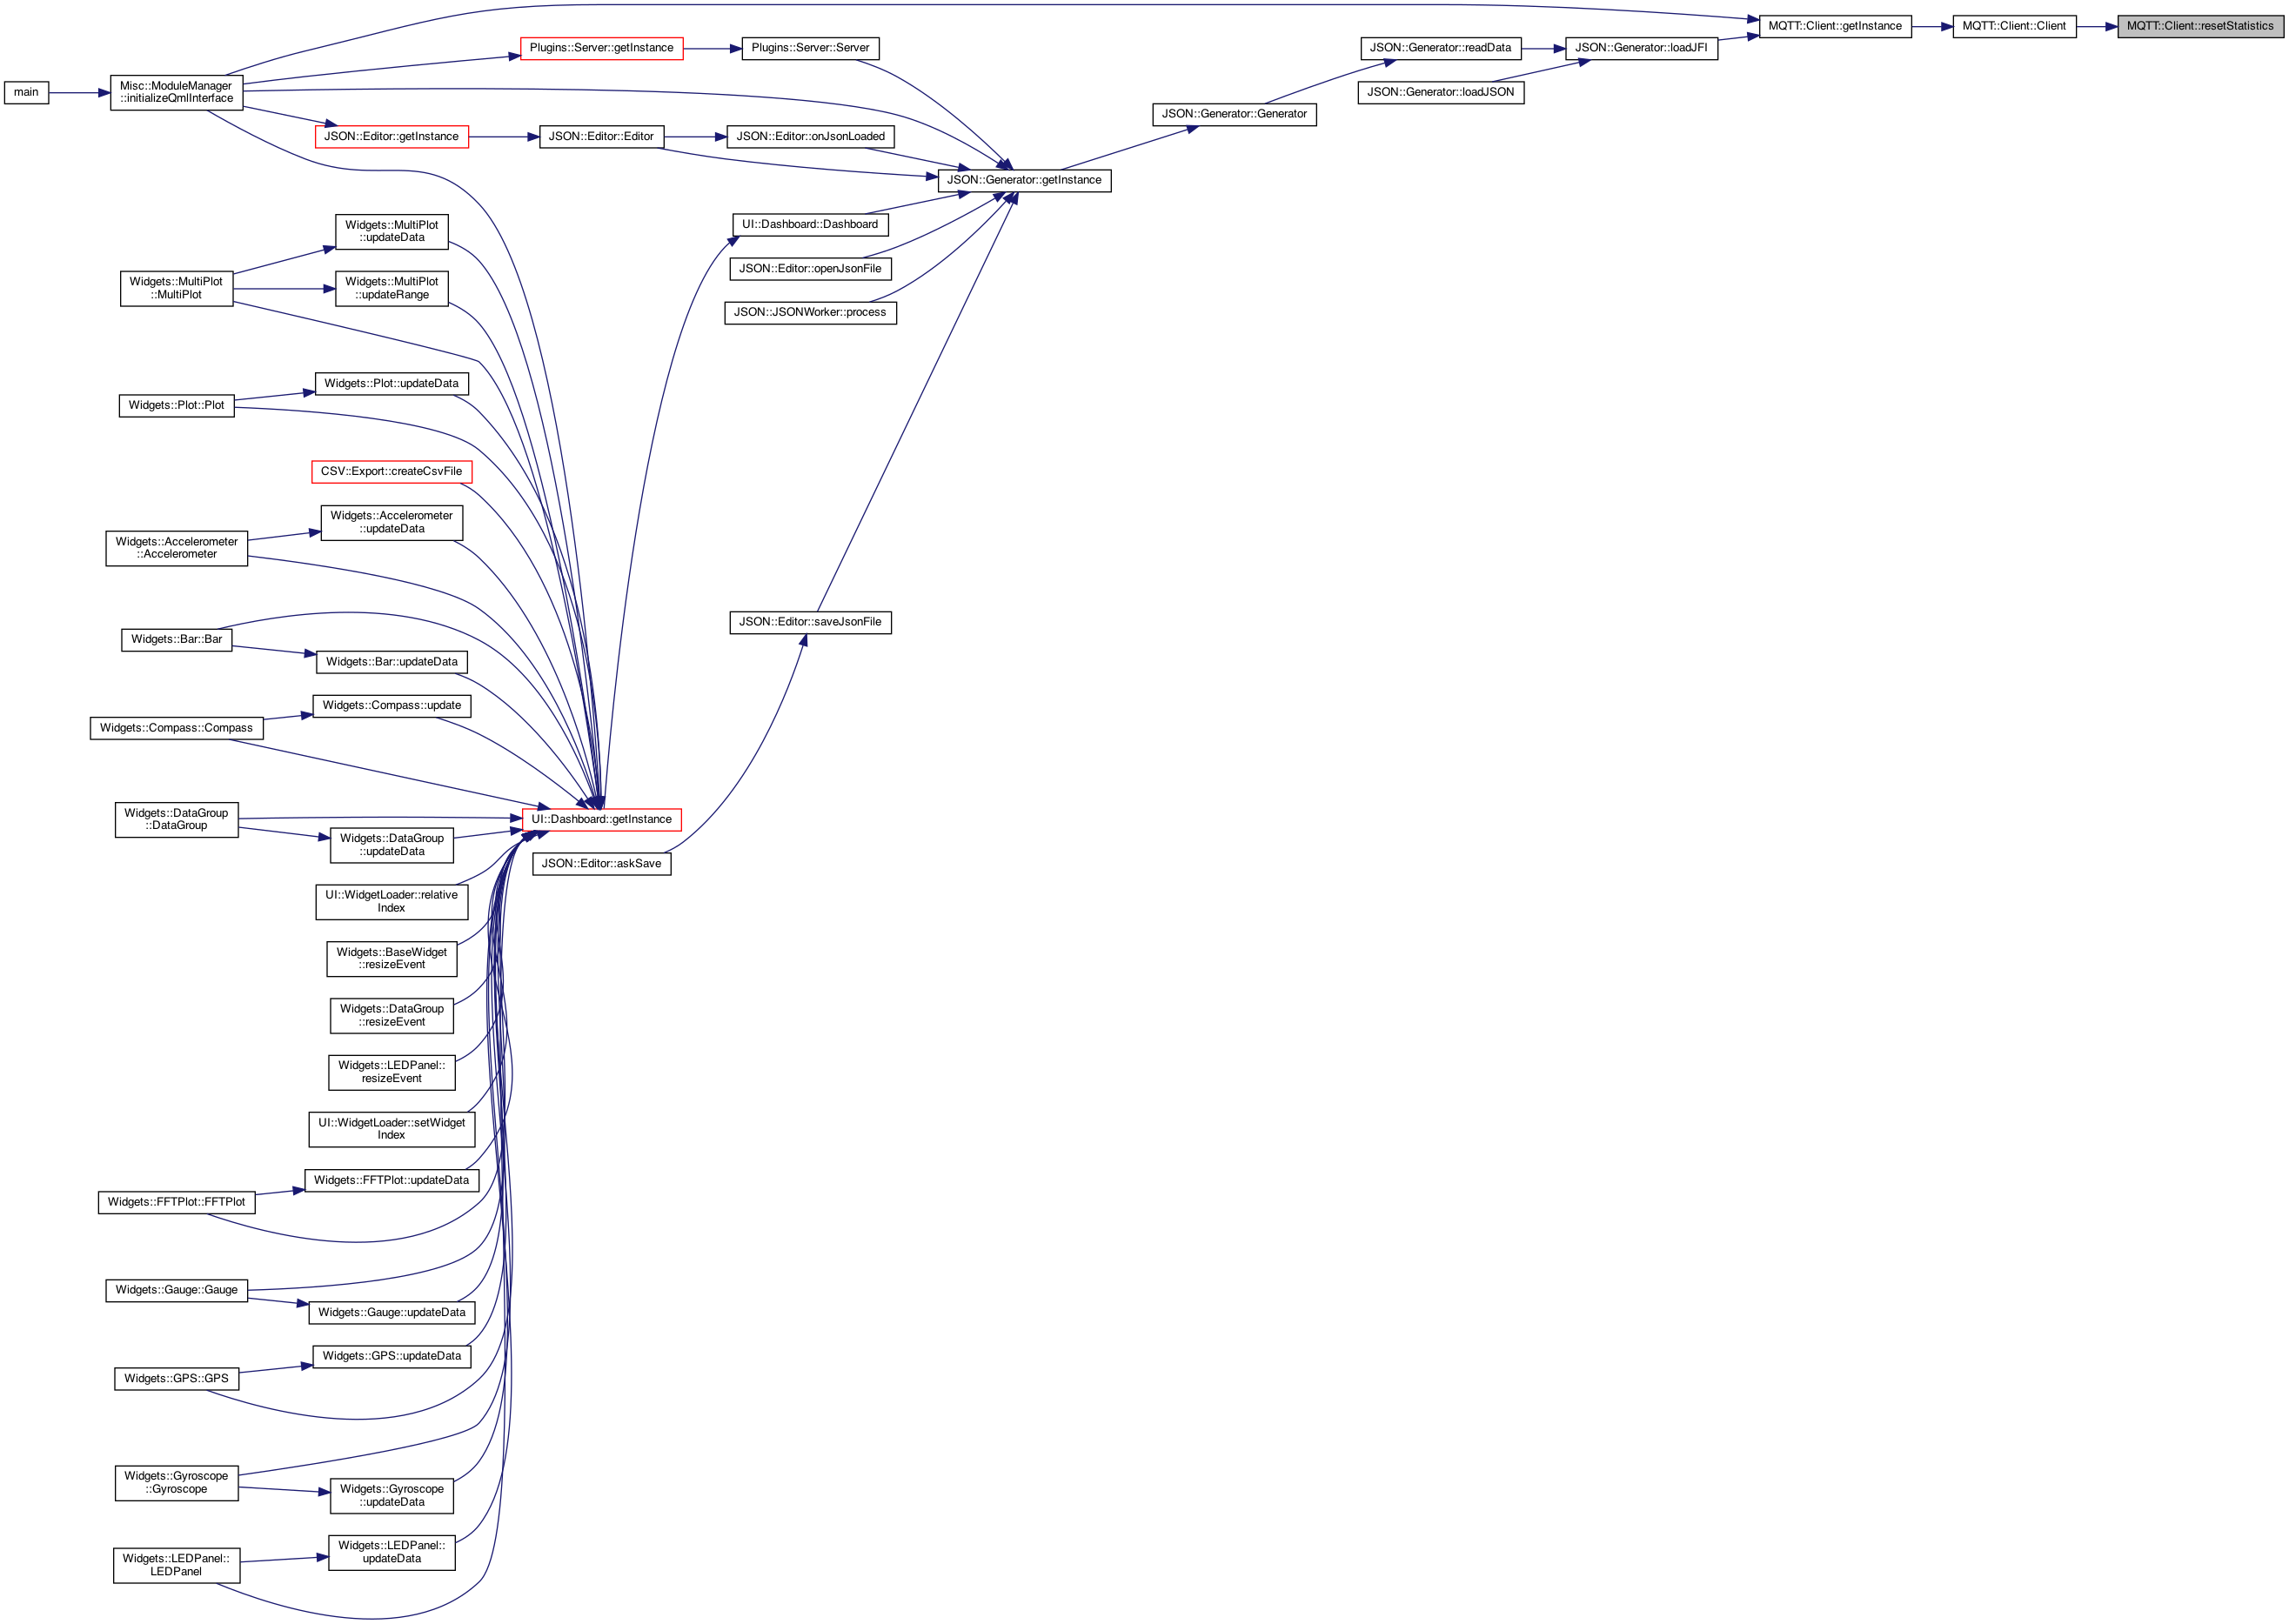 MQTT::Client::getInstance
MQTT::Client::Client
MQTT::Client::resetStatistics
Plugins::Server::getInstance
Plugins::Server::Server
JSON::Generator::readData
JSON::Generator::loadJFI
main
Misc::ModuleManager
::initializeQmlInterface
JSON::Generator::loadJSON
JSON::Generator::Generator
JSON::Editor::getInstance
JSON::Editor::Editor
JSON::Editor::onJsonLoaded
JSON::Generator::getInstance
Widgets::MultiPlot
::updateData
UI::Dashboard::Dashboard
JSON::Editor::openJsonFile
Widgets::MultiPlot
::MultiPlot
Widgets::MultiPlot
::updateRange
JSON::JSONWorker::process
Widgets::Plot::updateData
Widgets::Plot::Plot
CSV::Export::createCsvFile
Widgets::Accelerometer
::updateData
Widgets::Accelerometer
::Accelerometer
JSON::Editor::saveJsonFile
Widgets::Bar::Bar
Widgets::Bar::updateData
Widgets::Compass::update
Widgets::Compass::Compass
Widgets::DataGroup
::DataGroup
UI::Dashboard::getInstance
Widgets::DataGroup
::updateData
JSON::Editor::askSave
UI::WidgetLoader::relative
Index
Widgets::BaseWidget
::resizeEvent
Widgets::DataGroup
::resizeEvent
Widgets::LEDPanel::
resizeEvent
UI::WidgetLoader::setWidget
Index
Widgets::FFTPlot::updateData
Widgets::FFTPlot::FFTPlot
Widgets::Gauge::Gauge
Widgets::Gauge::updateData
Widgets::GPS::updateData
Widgets::GPS::GPS
Widgets::Gyroscope
::Gyroscope
Widgets::Gyroscope
::updateData
Widgets::LEDPanel::
updateData
Widgets::LEDPanel::
LEDPanel